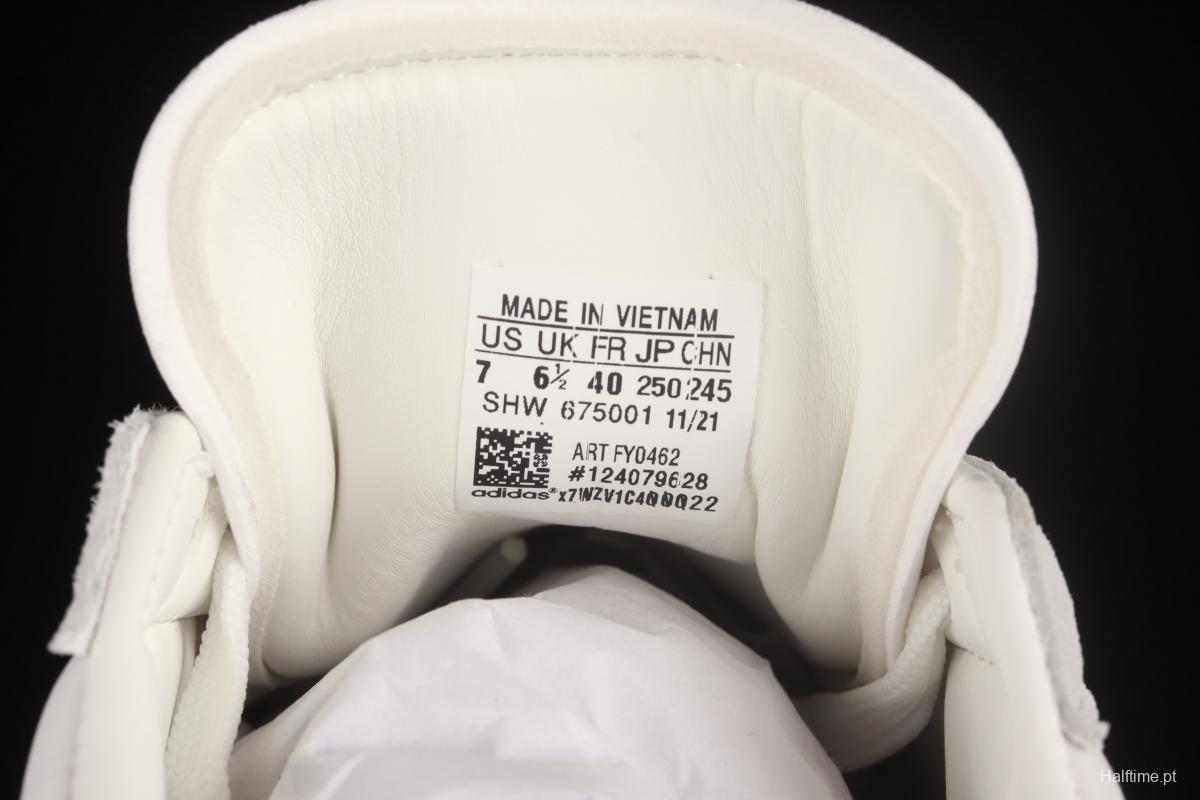 MADE IN VIETNAM
US UK FR JP CHN
7 6½ 40 250 245
SHW 675001 11/21
ART FY0462
#124079628
adidas®
Halftime.pt